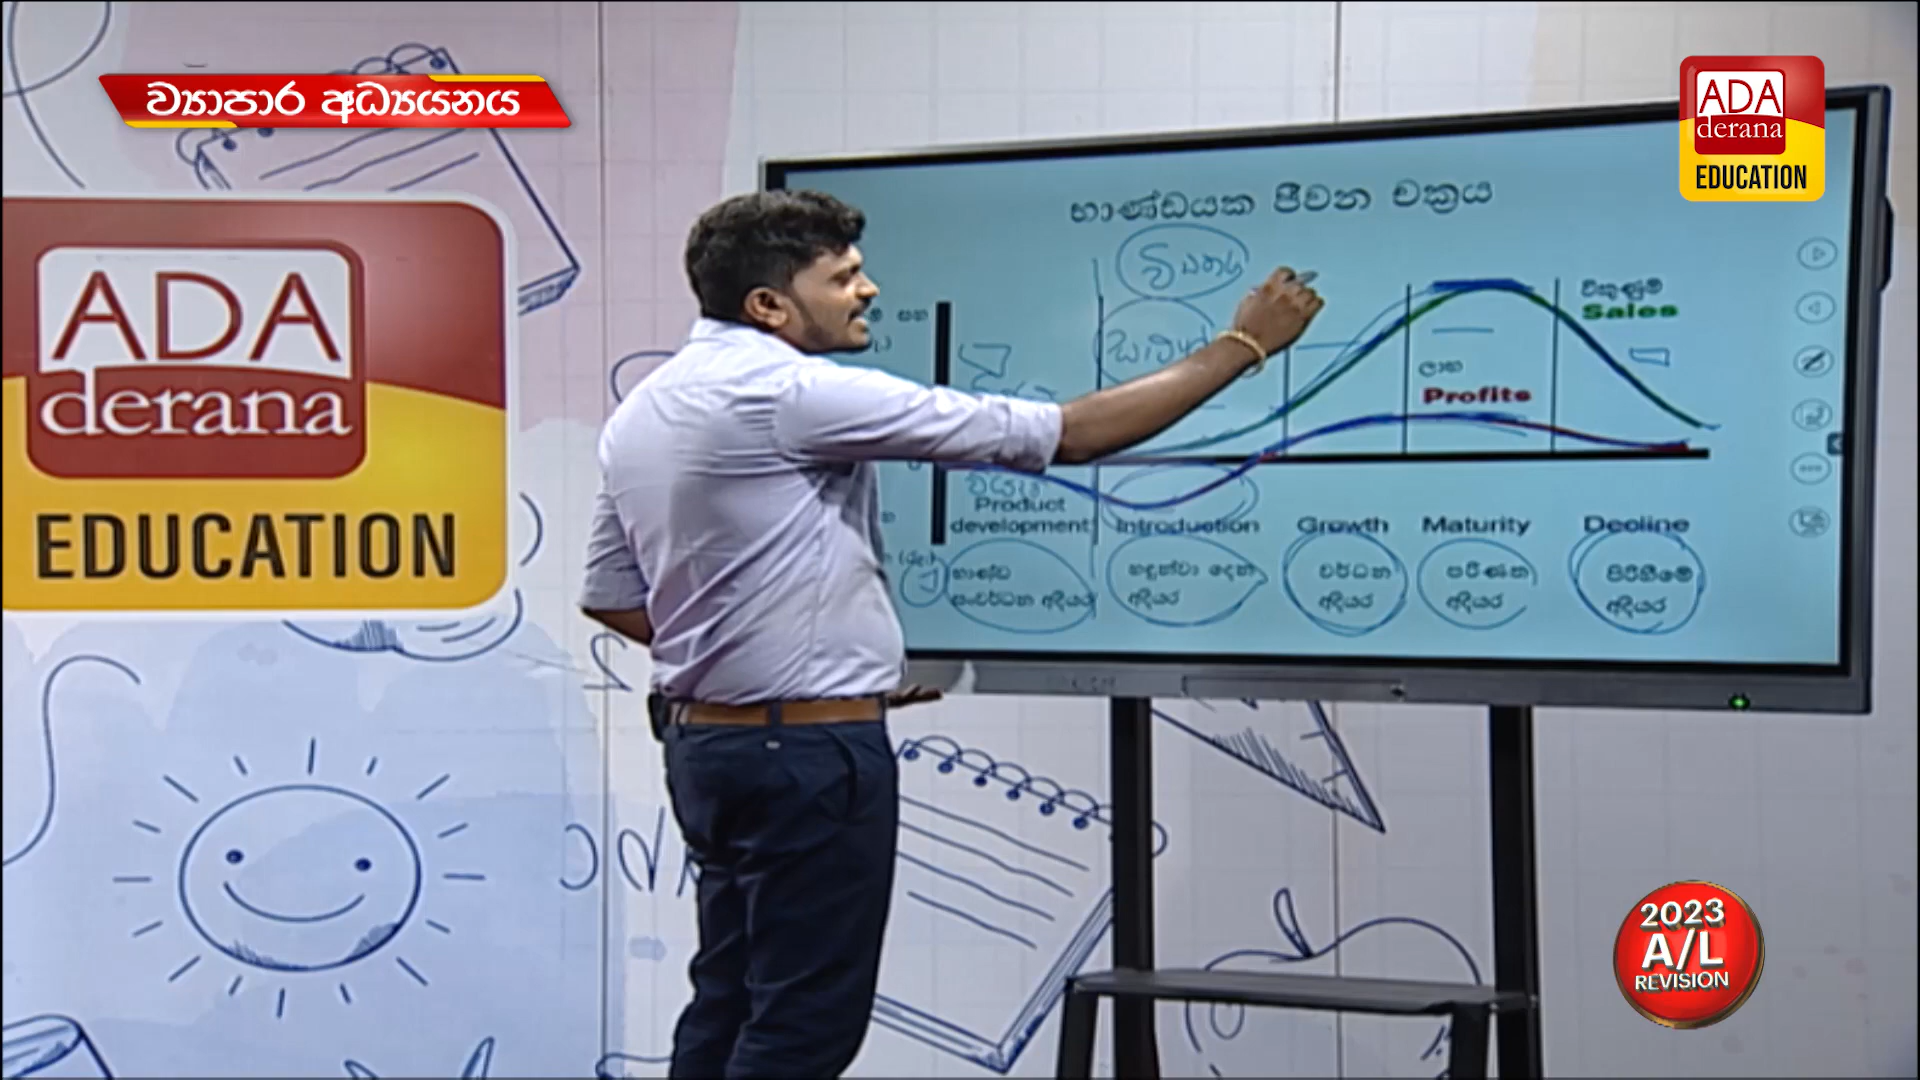 ව්‍යාපාර අධ්‍යයනය
ADA
derana
EDUCATION
ADA
derana
EDUCATION
භාණ්ඩයක ජීවන චක්‍රය
විකුණුම්
Sales
ලාභ
Profits
0
Product
development
Introduction
Growth
Maturity
Decline
භාණ්ඩ
සංවර්ධන අදියර
හඳුන්වා දෙන
අදියර
වර්ධන
අදියර
පරිණත
අදියර
පිරිහීමේ
අදියර
2023
A/L
REVISION